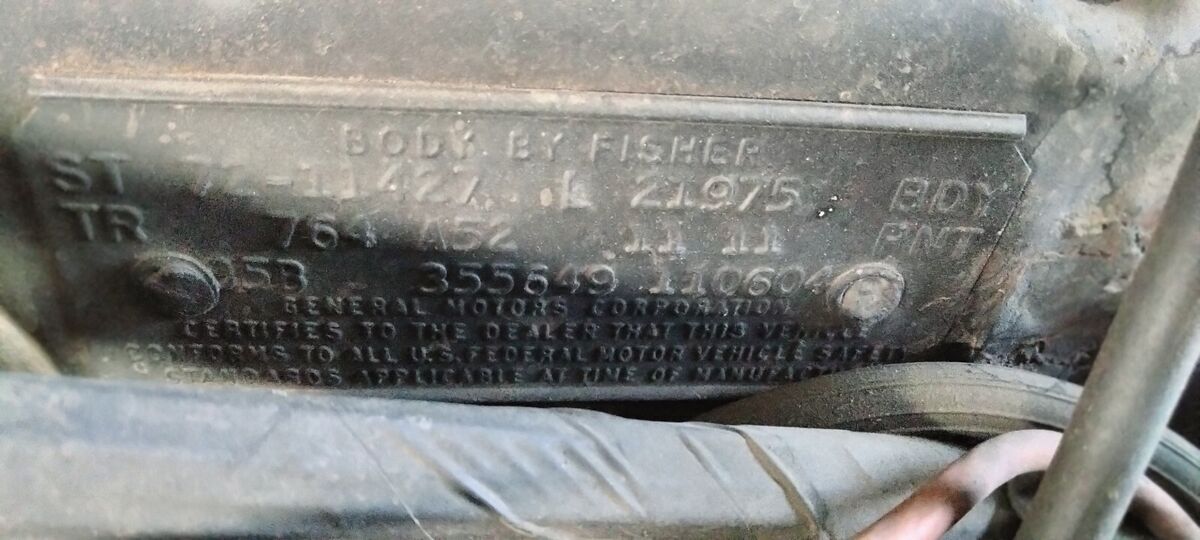 BODY BY FISHER
ST 71-11427 L 21975 BDY
TR 764 A52 11 11 PNT
05B 355649 110604
GENERAL MOTORS CORPORATION
CERTIFIES TO THE DEALER THAT THIS VEHICLE
CONFORMS TO ALL U.S. FEDERAL MOTOR VEHICLE SAFETY
STANDARDS APPLICABLE AT TIME OF MANUFACTURE